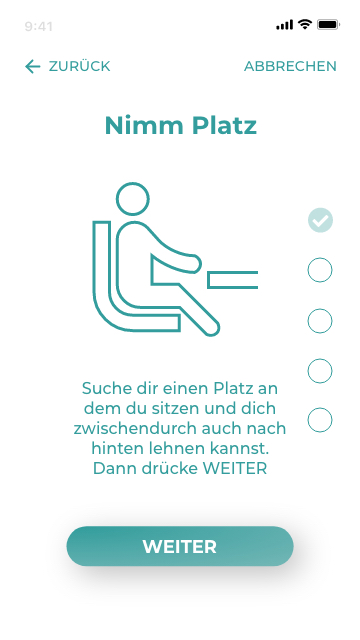 9:41
ZURÜCK
ABBRECHEN
Nimm Platz
Suche dir einen Platz an
dem du sitzen und dich
zwischendurch auch nach
hinten lehnen kannst.
Dann drücke WEITER
WEITER